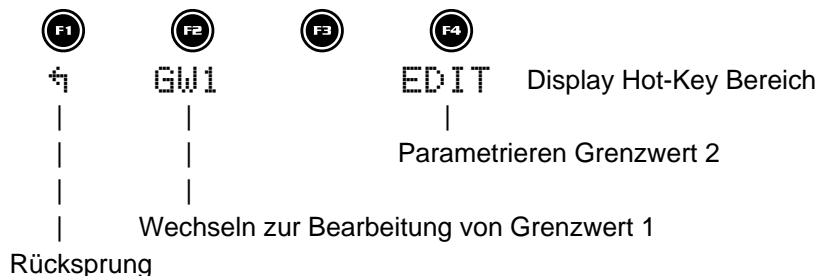 F1 F2 F3 F4
↰ GW1 EDIT Display Hot-Key Bereich
Parametrieren Grenzwert 2
Wechseln zur Bearbeitung von Grenzwert 1
Rücksprung